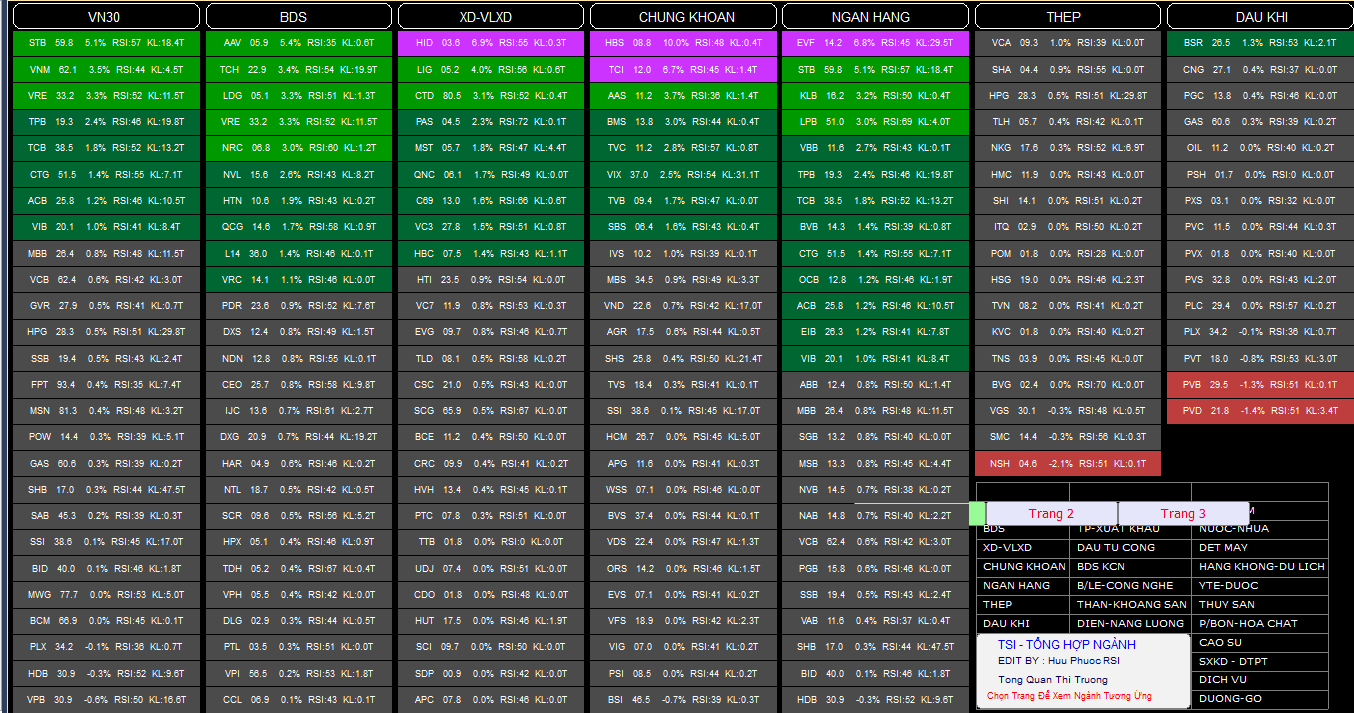 VN30 BDS XD-VLXD CHUNG KHOAN NGAN HANG THEP DAU KHI
STB 59.8 5.1% RSI:57 KL:18.4T AAV 05.9 5.4% RSI:35 KL:0.6T HID 03.6 6.9% RSI:55 KL:0.3T HBS 08.8 10.0% RSI:48 KL:0.4T EVF 14.2 6.8% RSI:45 KL:29.5T VCA 09.3 1.0% RSI:39 KL:0.0T BSR 26.5 1.3% RSI:53 KL:2.1T
VNM 62.1 3.5% RSI:44 KL:4.5T TCH 22.9 3.4% RSI:54 KL:19.9T LIG 05.2 4.0% RSI:56 KL:0.6T TCI 12.0 6.7% RSI:45 KL:1.4T STB 59.8 5.1% RSI:57 KL:18.4T SHA 04.4 0.9% RSI:55 KL:0.0T CNG 27.1 0.4% RSI:37 KL:0.0T
VRE 33.2 3.3% RSI:52 KL:11.5T LDG 05.1 3.3% RSI:51 KL:1.3T CTD 80.5 3.1% RSI:52 KL:0.4T AAS 11.2 3.7% RSI:36 KL:1.4T KLB 16.2 3.2% RSI:50 KL:0.4T HPG 28.3 0.5% RSI:51 KL:29.8T PGC 13.8 0.4% RSI:46 KL:0.0T
TPB 19.3 2.4% RSI:46 KL:19.8T VRE 33.2 3.3% RSI:52 KL:11.5T PAS 04.5 2.3% RSI:72 KL:0.1T BMS 13.8 3.0% RSI:44 KL:0.4T LPB 51.0 3.0% RSI:69 KL:4.0T TLH 05.7 0.4% RSI:42 KL:0.1T GAS 60.6 0.3% RSI:39 KL:0.2T
TCB 38.5 1.8% RSI:52 KL:13.2T NRC 06.8 3.0% RSI:60 KL:1.2T MST 05.7 1.8% RSI:47 KL:4.4T TVC 11.2 2.8% RSI:57 KL:0.8T VBB 11.6 2.7% RSI:43 KL:0.1T NKG 17.6 0.3% RSI:52 KL:6.9T OIL 11.2 0.0% RSI:40 KL:0.2T
CTG 51.5 1.4% RSI:55 KL:7.1T NVL 15.6 2.6% RSI:43 KL:8.2T QNC 06.1 1.7% RSI:49 KL:0.0T VIX 37.0 2.5% RSI:54 KL:31.1T TPB 19.3 2.4% RSI:46 KL:19.8T HMC 11.9 0.0% RSI:43 KL:0.0T PSH 01.7 0.0% RSI:0 KL:0.0T
ACB 25.8 1.2% RSI:46 KL:10.5T HTN 10.6 1.9% RSI:43 KL:0.2T C69 13.0 1.6% RSI:66 KL:0.6T TVB 09.4 1.7% RSI:47 KL:0.0T TCB 38.5 1.8% RSI:52 KL:13.2T SHI 14.1 0.0% RSI:51 KL:0.2T PXS 03.1 0.0% RSI:32 KL:0.0T
VIB 20.1 1.0% RSI:41 KL:8.4T QCG 14.6 1.7% RSI:58 KL:0.9T VC3 27.8 1.5% RSI:51 KL:0.8T SBS 06.4 1.6% RSI:43 KL:0.4T BVB 14.3 1.4% RSI:39 KL:0.8T ITQ 02.9 0.0% RSI:50 KL:0.2T PVC 11.5 0.0% RSI:44 KL:0.3T
MBB 26.4 0.8% RSI:48 KL:11.5T L14 36.0 1.4% RSI:46 KL:0.1T HBC 07.5 1.4% RSI:43 KL:1.1T IVS 10.2 1.0% RSI:39 KL:0.1T CTG 51.5 1.4% RSI:55 KL:7.1T POM 01.8 0.0% RSI:28 KL:0.0T PVX 01.8 0.0% RSI:40 KL:0.0T
VCB 62.4 0.6% RSI:42 KL:3.0T VRC 14.1 1.1% RSI:46 KL:0.0T HTI 23.5 0.9% RSI:54 KL:0.0T MBS 34.5 0.9% RSI:49 KL:3.3T OCB 12.8 1.2% RSI:46 KL:1.9T HSG 19.0 0.0% RSI:46 KL:2.3T PVS 32.8 0.0% RSI:43 KL:2.0T
GVR 27.9 0.5% RSI:41 KL:0.7T PDR 23.6 0.9% RSI:52 KL:7.6T VC7 11.9 0.8% RSI:53 KL:0.3T VND 22.6 0.7% RSI:42 KL:17.0T ACB 25.8 1.2% RSI:46 KL:10.5T TVN 08.2 0.0% RSI:41 KL:0.2T PLC 29.4 0.0% RSI:57 KL:0.2T
HPG 28.3 0.5% RSI:51 KL:29.8T DXS 12.4 0.8% RSI:49 KL:1.5T EVG 09.7 0.8% RSI:46 KL:0.7T AGR 17.5 0.6% RSI:44 KL:0.5T EIB 26.3 1.2% RSI:41 KL:7.8T KVC 01.8 0.0% RSI:40 KL:0.2T PLX 34.2 -0.1% RSI:36 KL:0.7T
SSB 19.4 0.5% RSI:43 KL:2.4T NDN 12.8 0.8% RSI:55 KL:0.1T TLD 08.1 0.5% RSI:58 KL:0.2T SHS 25.8 0.4% RSI:50 KL:21.4T VIB 20.1 1.0% RSI:41 KL:8.4T TNS 03.9 0.0% RSI:45 KL:0.0T PVT 18.0 -0.8% RSI:53 KL:3.0T
FPT 93.4 0.4% RSI:35 KL:7.4T CEO 25.7 0.8% RSI:58 KL:9.8T CSC 21.0 0.5% RSI:43 KL:0.0T TVS 18.4 0.3% RSI:41 KL:0.1T ABB 12.4 0.8% RSI:50 KL:1.4T BVG 02.4 0.0% RSI:70 KL:0.0T PVB 29.5 -1.3% RSI:51 KL:0.1T
MSN 81.3 0.4% RSI:48 KL:3.2T IJC 13.6 0.7% RSI:61 KL:2.7T SCG 65.9 0.5% RSI:67 KL:0.0T SSI 38.6 0.1% RSI:45 KL:17.0T MBB 26.4 0.8% RSI:48 KL:11.5T VGS 30.1 -0.3% RSI:48 KL:0.5T PVD 21.8 -1.4% RSI:51 KL:3.4T
POW 14.4 0.3% RSI:39 KL:5.1T DXG 20.9 0.7% RSI:44 KL:19.2T BCE 11.2 0.4% RSI:50 KL:0.0T HCM 26.7 0.0% RSI:45 KL:5.0T SGB 13.2 0.8% RSI:40 KL:0.0T SMC 14.4 -0.3% RSI:56 KL:0.3T
GAS 60.6 0.3% RSI:39 KL:0.2T HAR 04.9 0.6% RSI:46 KL:0.2T CRC 09.9 0.4% RSI:41 KL:0.2T APG 11.6 0.0% RSI:41 KL:0.3T MSB 13.3 0.8% RSI:45 KL:4.4T NSH 04.6 -2.1% RSI:51 KL:0.1T
SHB 17.0 0.3% RSI:44 KL:47.5T NTL 18.7 0.5% RSI:42 KL:0.5T HVH 13.4 0.4% RSI:45 KL:0.1T WSS 07.1 0.0% RSI:46 KL:0.0T NVB 14.5 0.7% RSI:38 KL:0.2T
SAB 45.3 0.2% RSI:39 KL:0.3T SCR 09.6 0.5% RSI:56 KL:5.2T PTC 07.8 0.3% RSI:51 KL:0.0T BVS 37.4 0.0% RSI:44 KL:0.1T NAB 14.8 0.7% RSI:40 KL:2.2T Trang 2 Trang 3 M
SSI 38.6 0.1% RSI:45 KL:17.0T HPX 05.1 0.4% RSI:46 KL:0.9T TTB 01.8 0.0% RSI:0 KL:0.0T VDS 22.4 0.0% RSI:47 KL:1.3T VCB 62.4 0.6% RSI:42 KL:3.0T BDS TP-XUAT KHAU NUOC-NHUA
XD-VLXD DAU TU CONG DET MAY
BID 40.0 0.1% RSI:46 KL:1.8T TDH 05.2 0.4% RSI:67 KL:0.4T UDJ 07.4 0.0% RSI:51 KL:0.0T ORS 14.2 0.0% RSI:46 KL:1.5T PGB 15.8 0.6% RSI:46 KL:0.0T CHUNG KHOAN BDS KCN HANG KHONG-DU LICH
MWG 77.7 0.0% RSI:53 KL:5.0T VPH 05.5 0.4% RSI:42 KL:0.0T CDO 01.8 0.0% RSI:48 KL:0.0T EVS 07.1 0.0% RSI:41 KL:0.2T SSB 19.4 0.5% RSI:43 KL:2.4T NGAN HANG B/LE-CONG NGHE YTE-DUOC
THEP THAN-KHOANG SAN THUY SAN
BCM 66.9 0.0% RSI:45 KL:0.1T DLG 02.9 0.3% RSI:44 KL:0.5T HUT 17.5 0.0% RSI:46 KL:1.9T VFS 18.9 0.0% RSI:42 KL:2.3T VAB 11.6 0.4% RSI:37 KL:0.4T DAU KHI DIEN-NANG LUONG P/BON-HOA CHAT
PLX 34.2 -0.1% RSI:36 KL:0.7T PTL 03.5 0.3% RSI:51 KL:0.0T SCI 09.7 0.0% RSI:50 KL:0.0T VIG 07.0 0.0% RSI:41 KL:0.2T SHB 17.0 0.3% RSI:44 KL:47.5T TSI - TỔNG HỢP NGÀNH CAO SU
EDIT BY : Huu Phuoc RSI SXKD - DTPT
HDB 30.9 -0.3% RSI:52 KL:9.6T VPI 56.5 0.2% RSI:53 KL:1.8T SDP 00.9 0.0% RSI:42 KL:0.0T PSI 08.5 0.0% RSI:44 KL:0.2T BID 40.0 0.1% RSI:46 KL:1.8T Tong Quan Thi Truong DICH VU
VPB 30.9 -0.6% RSI:50 KL:16.6T CCL 06.9 0.1% RSI:43 KL:0.1T APC 07.8 0.0% RSI:44 KL:0.0T BSI 46.5 -0.7% RSI:39 KL:0.3T HDB 30.9 -0.3% RSI:52 KL:9.6T Chọn Trang Để Xem Ngành Tương Ứng DUONG-GO